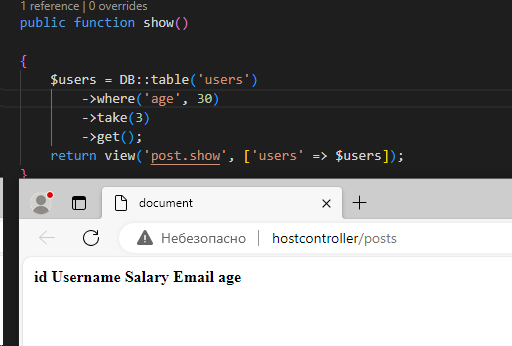 1 reference | 0 overrides
public function show()
{
$users = DB::table('users')
->where('age', 30)
->take(3)
->get();
return view('post.show', ['users' => $users]);
}
document
Небезопасно | hostcontroller/posts
id Username Salary Email age